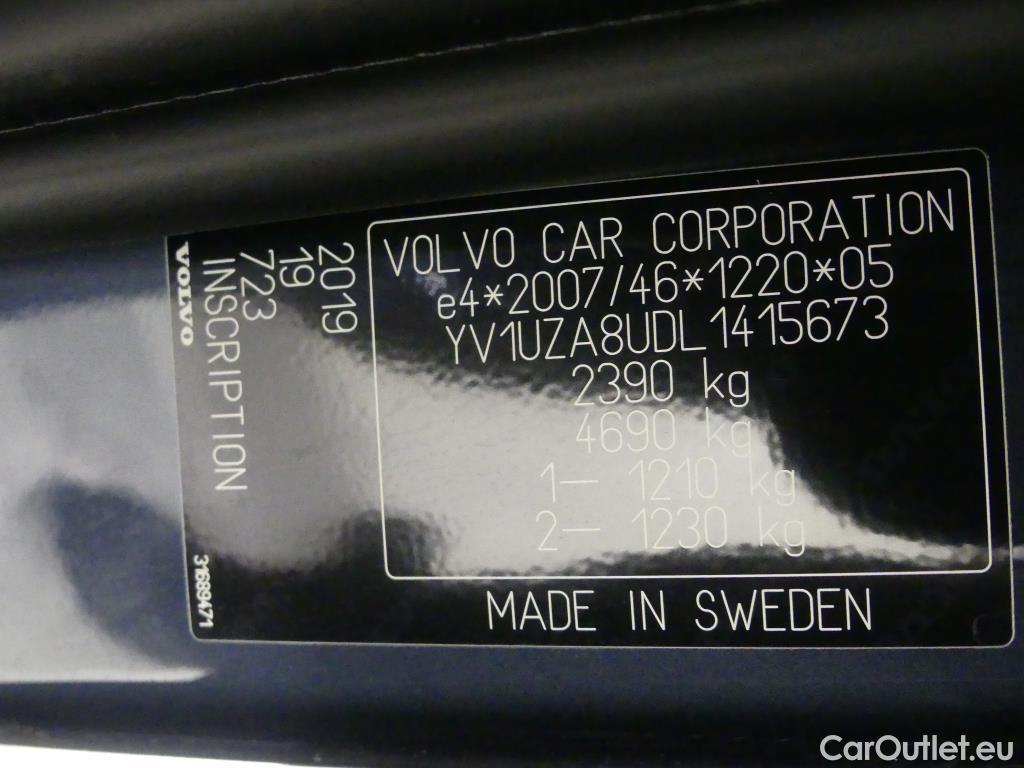 VOLVO CAR CORPORATION
e4*2007/46*1220*05
YV1UZA8UDL1415673
2390 kg
4690 kg
1– 1210 kg
2– 1230 kg
MADE IN SWEDEN
2019
19
723
INSCRIPTION
VOLVO
31689471
CarOutlet.eu